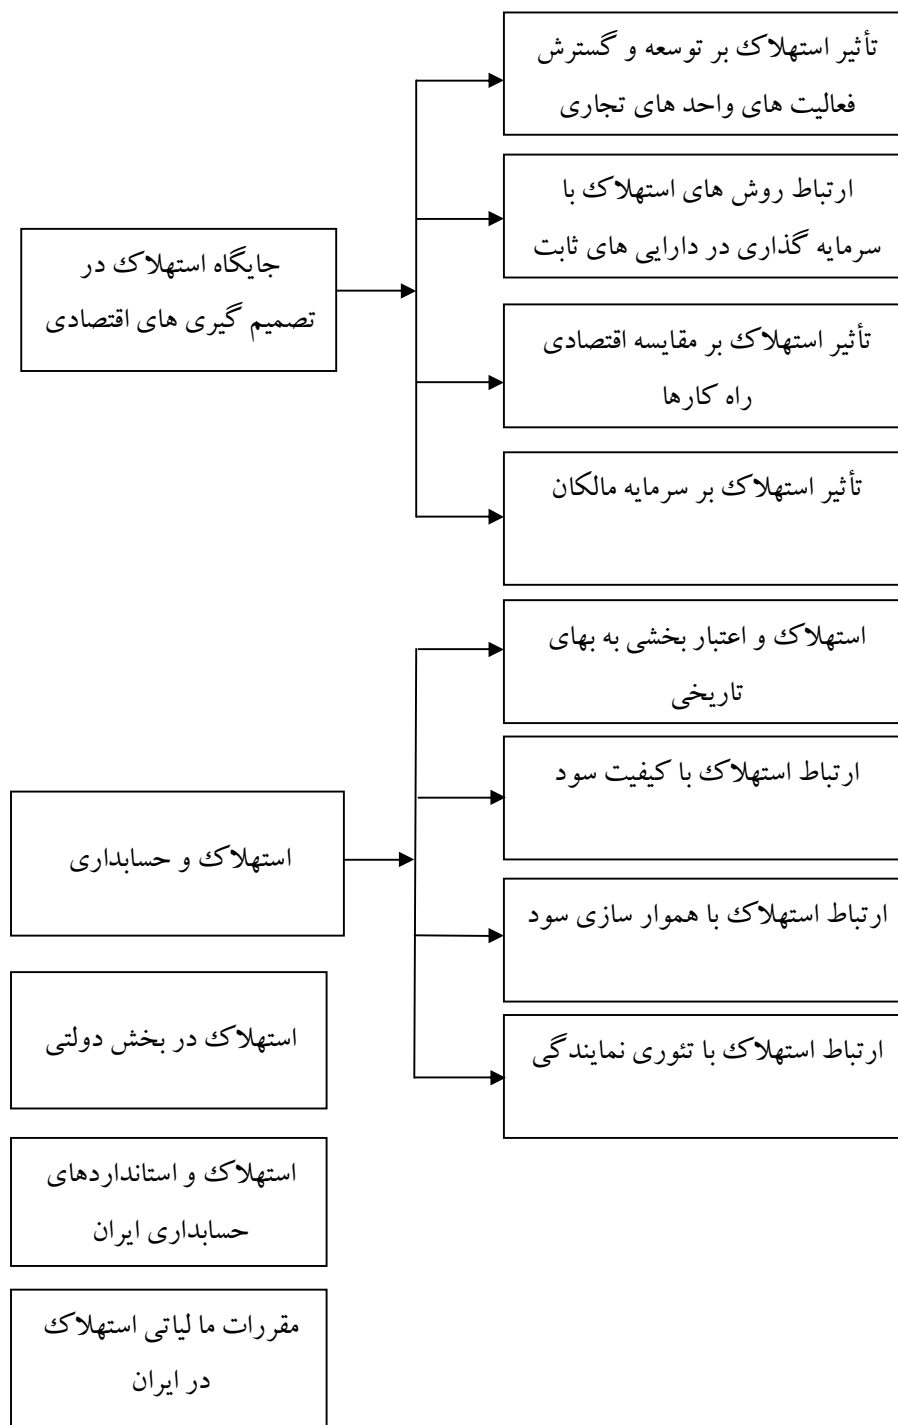 تأثیر استهلاک بر توسعه و گسترش
فعالیت های واحد های تجاری
ارتباط روش های استهلاک با
سرمایه گذاری در دارایی های ثابت
جایگاه استهلاک در
تصمیم گیری های اقتصادی
تأثیر استهلاک بر مقایسه اقتصادی
راه کارها
تأثیر استهلاک بر سرمایه مالکان
استهلاک و اعتبار بخشی به بهای
تاریخی
ارتباط استهلاک با کیفیت سود
استهلاک و حسابداری
ارتباط استهلاک با هموار سازی سود
ارتباط استهلاک با تئوری نمایندگی
استهلاک در بخش دولتی
استهلاک و استانداردهای
حسابداری ایران
مقررات ما لیاتی استهلاک
در ایران